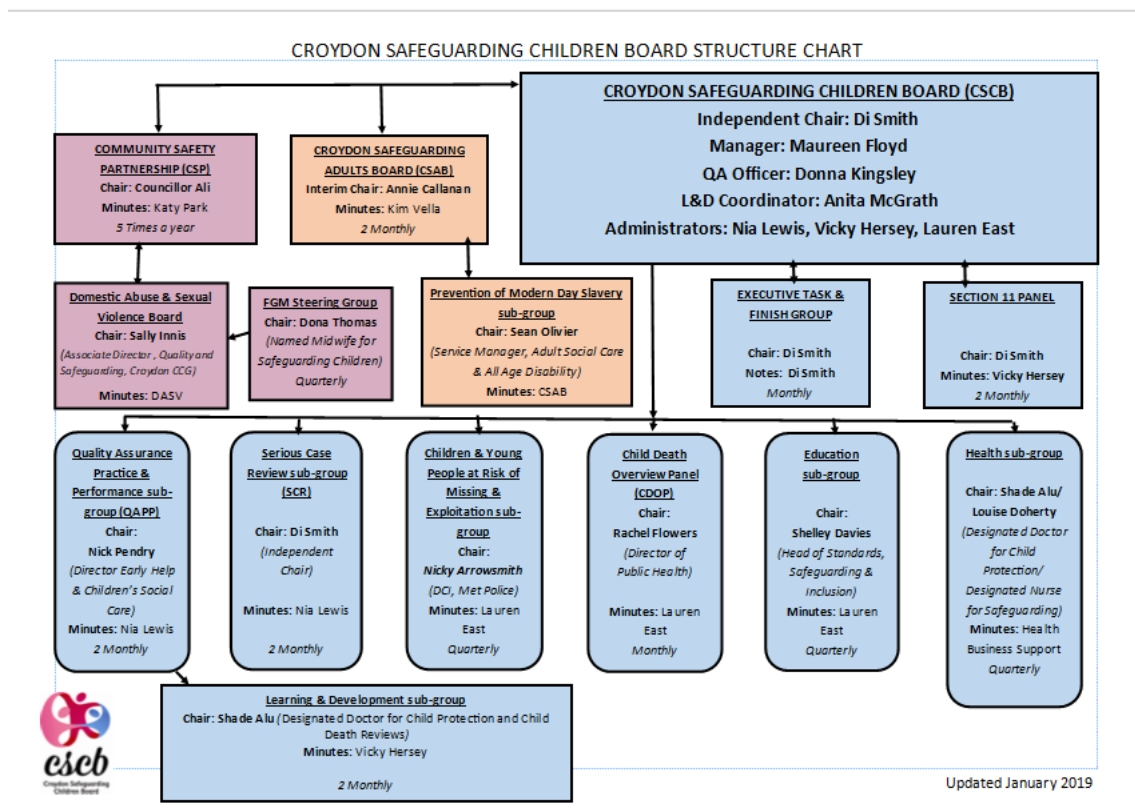 CROYDON SAFEGUARDING CHILDREN BOARD STRUCTURE CHART
CROYDON SAFEGUARDING CHILDREN BOARD (CSCB)
Independent Chair: Di Smith
Manager: Maureen Floyd
QA Officer: Donna Kingsley
L&D Coordinator: Anita McGrath
Administrators: Nia Lewis, Vicky Hersey, Lauren East
COMMUNITY SAFETY
PARTNERSHIP (CSP)
Chair: Councillor Ali
Minutes: Katy Park
5 Times a year
CROYDON SAFEGUARDING
ADULTS BOARD (CSAB)
Interim Chair: Annie Callanan
Minutes: Kim Vella
2 Monthly
Domestic Abuse & Sexual
Violence Board
Chair: Sally Innis
(Associate Director , Quality and
Safeguarding, Croydon CCG)
Minutes: DASV
FGM Steering Group
Chair: Dona Thomas
(Named Midwife for
Safeguarding Children)
Quarterly
Prevention of Modern Day Slavery
sub-group
Chair: Sean Olivier
(Service Manager, Adult Social Care
& All Age Disability)
Minutes: CSAB
EXECUTIVE TASK &
FINISH GROUP
Chair: Di Smith
Notes: Di Smith
Monthly
SECTION 11 PANEL
Chair: Di Smith
Minutes: Vicky Hersey
2 Monthly
Quality Assurance
Practice &
Performance sub-
group (QAPP)
Chair:
Nick Pendry
(Director Early Help
& Children's Social
Care)
Minutes: Nia Lewis
2 Monthly
Serious Case
Review sub-group
(SCR)
Chair: Di Smith
(Independent
Chair)
Minutes: Nia Lewis
2 Monthly
Children & Young
People at Risk of
Missing &
Exploitation sub-
group
Chair:
Nicky Arrowsmith
(DCI, Met Police)
Minutes: Lauren
East
Quarterly
Child Death
Overview Panel
(CDOP)
Chair:
Rachel Flowers
(Director of
Public Health)
Minutes: Lauren
East
Monthly
Education
sub-group
Chair:
Shelley Davies
(Head of Standards,
Safeguarding &
Inclusion)
Minutes: Lauren
East
Quarterly
Health sub-group
Chair: Shade Alu/
Louise Doherty
(Designated Doctor
for Child
Protection/
Designated Nurse
for Safeguarding)
Minutes: Health
Business Support
Quarterly
Learning & Development sub-group
Chair: Shade Alu (Designated Doctor for Child Protection and Child
Death Reviews)
Minutes: Vicky Hersey
2 Monthly
cscb
Croydon Safeguarding
Children Board
Updated January 2019